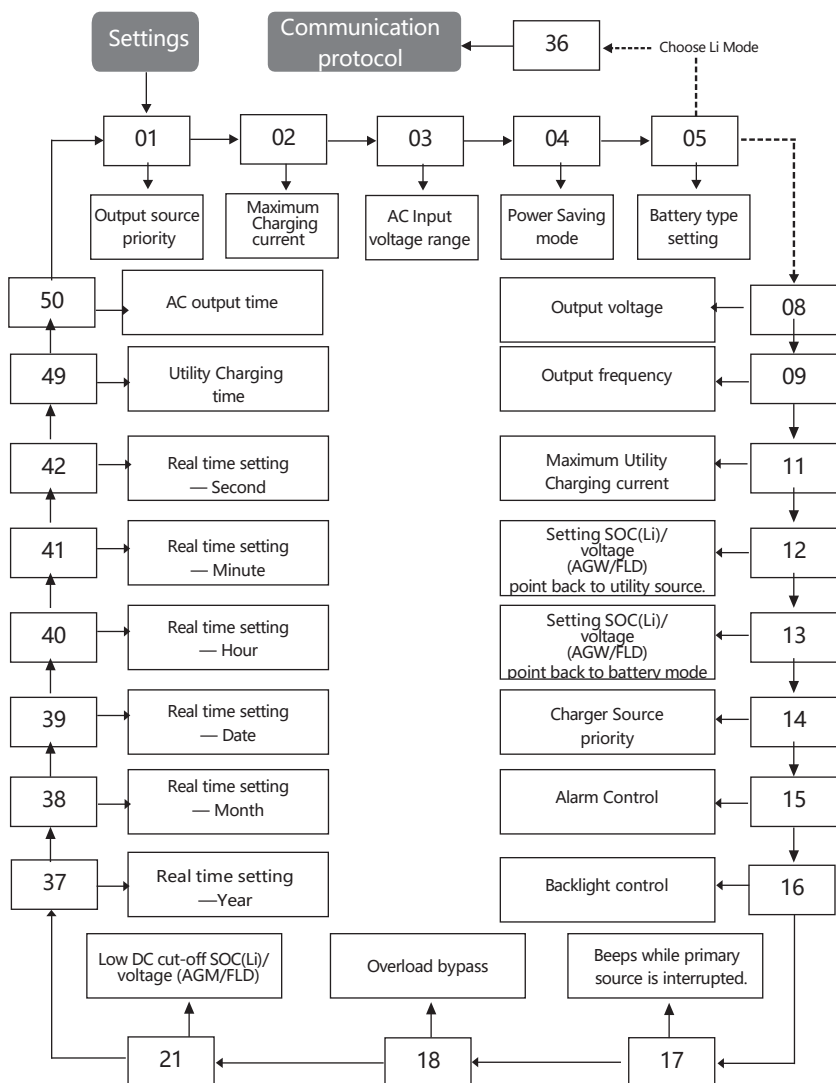 Settings
Communication
protocol
36
Choose Li Mode
01
02
03
04
05
Output source
priority
Maximum
Charging
current
AC Input
voltage range
Power Saving
mode
Battery type
setting
50
AC output time
Output voltage
08
49
Utility Charging
time
Output frequency
09
42
Real time setting
— Second
Maximum Utility
Charging current
11
41
Real time setting
— Minute
Setting SOC(Li)/
voltage
(AGW/FLD)
point back to utility source.
12
40
Real time setting
— Hour
Setting SOC(Li)/
voltage
(AGW/FLD)
point back to battery mode
13
39
Real time setting
— Date
Charger Source
priority
14
38
Real time setting
— Month
Alarm Control
15
37
Real time setting
—Year
Backlight control
16
Low DC cut-off SOC(Li)/
voltage (AGM/FLD)
Overload bypass
Beeps while primary
source is interrupted.
21
18
17